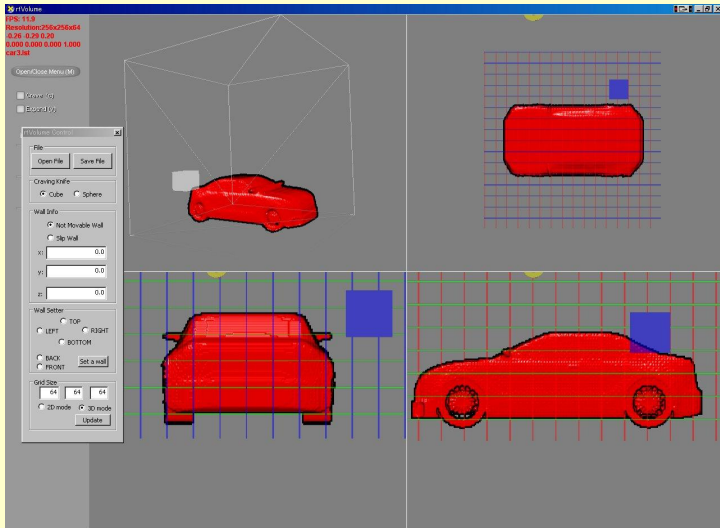 rtVolume
FPS: 11.9
Resolution:256x256x64
-0.26 -0.29 0.20
0.000 0.000 0.000 1.000
car3.lst
Open/Close Menu (M)
rtVolume Control
File
Open File Save File
Craving Knife
Cube Sphere
Wall Info
Not Movable Wall
Slip Wall
x: 0.0
y: 0.0
z: 0.0
Wall Setter
TOP
LEFT RIGHT
BOTTOM
BACK
FRONT Set a wall
Grid Size
64 64 64
2D mode 3D mode
Update